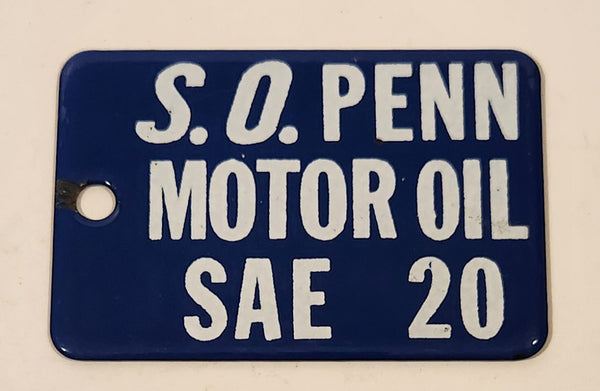 S. O. PENN
MOTOR OIL
SAE 20